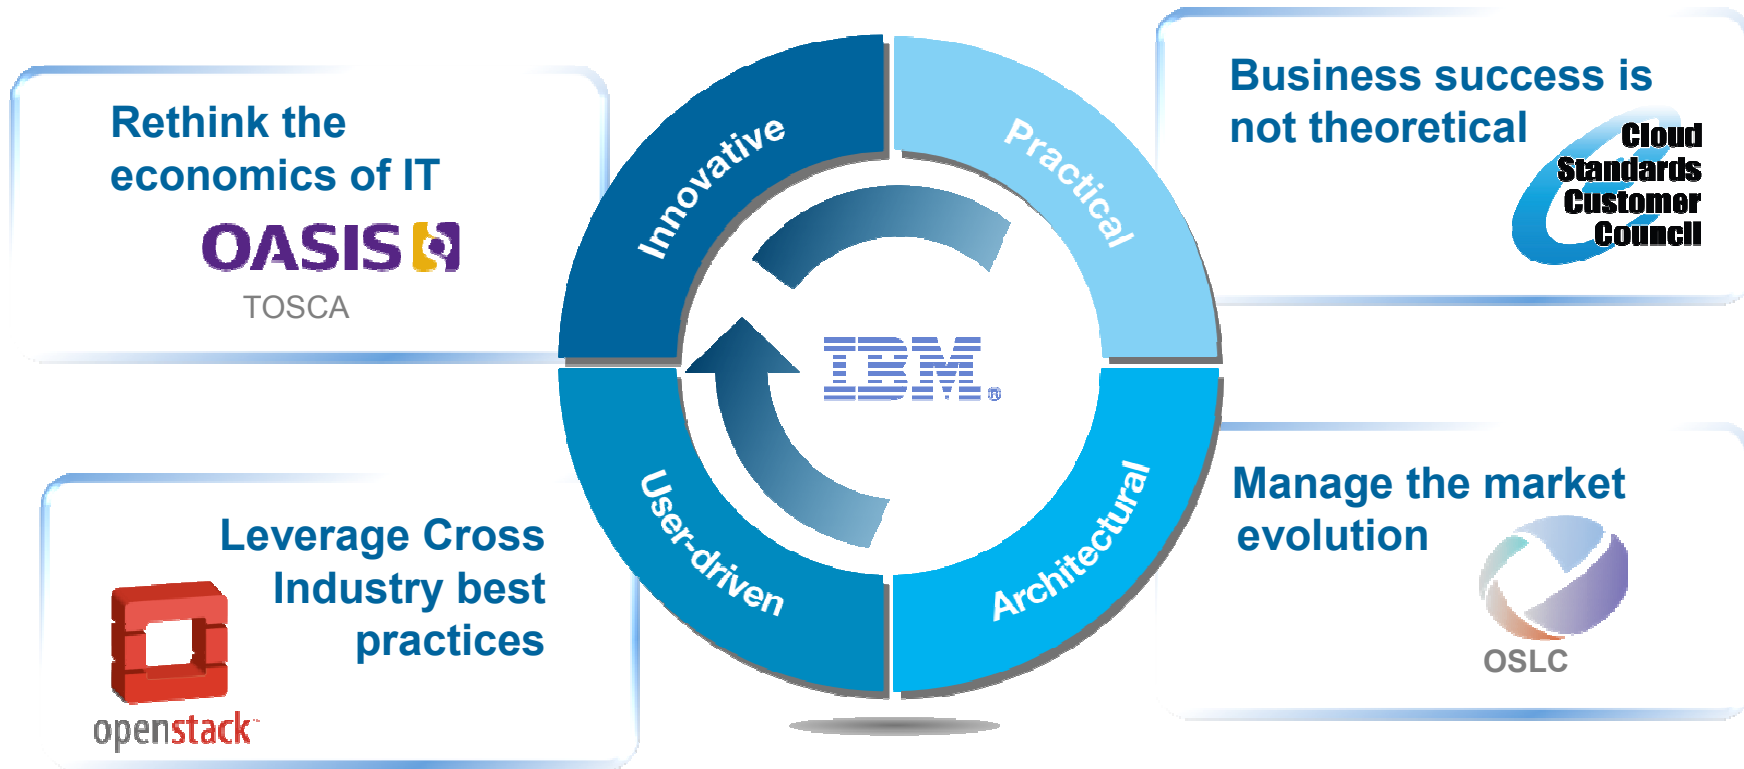 Rethink the
economics of IT
OASIS
TOSCA
Innovative
Practical
Business success is
not theoretical
Cloud
Standards
Customer
Council
IBM®
Leverage Cross
Industry best
practices
openstack™
User-driven
Architectural
Manage the market
evolution
OSLC